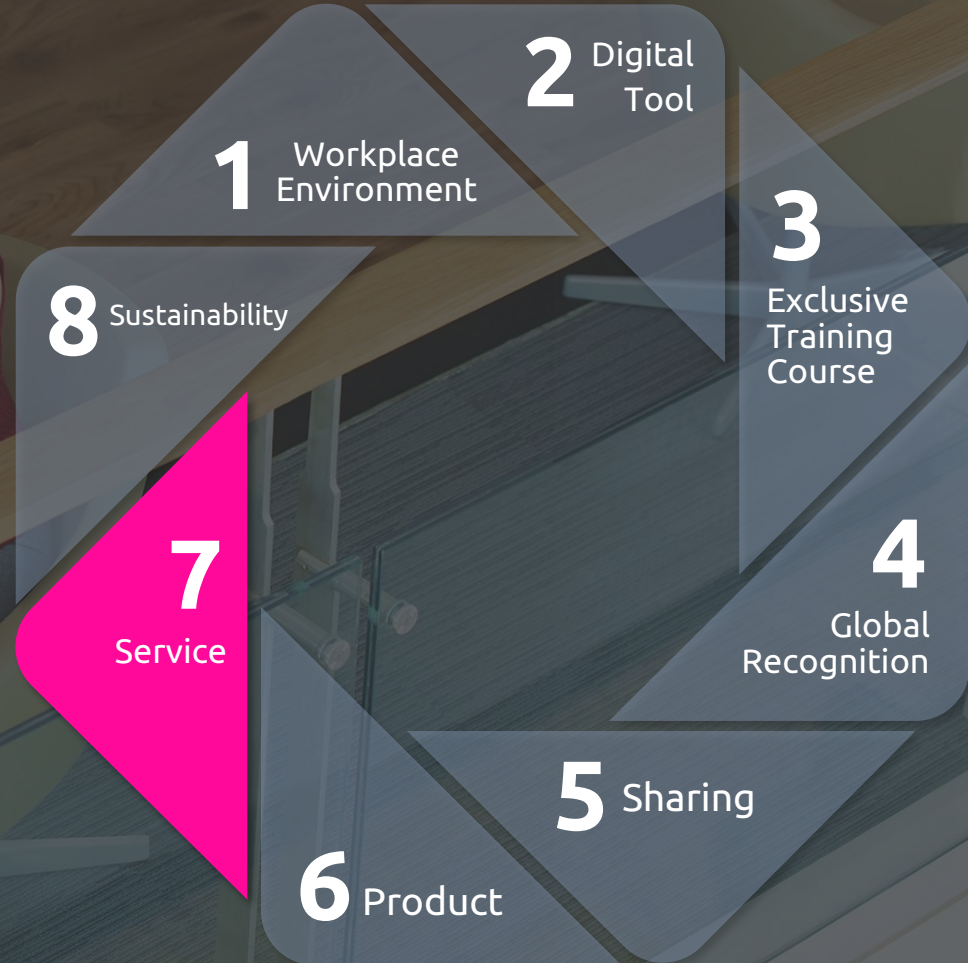 1
Workplace
Environment
2
Digital
Tool
3
Exclusive
Training
Course
4
Global
Recognition
5 Sharing
6 Product
7
Service
8 Sustainability